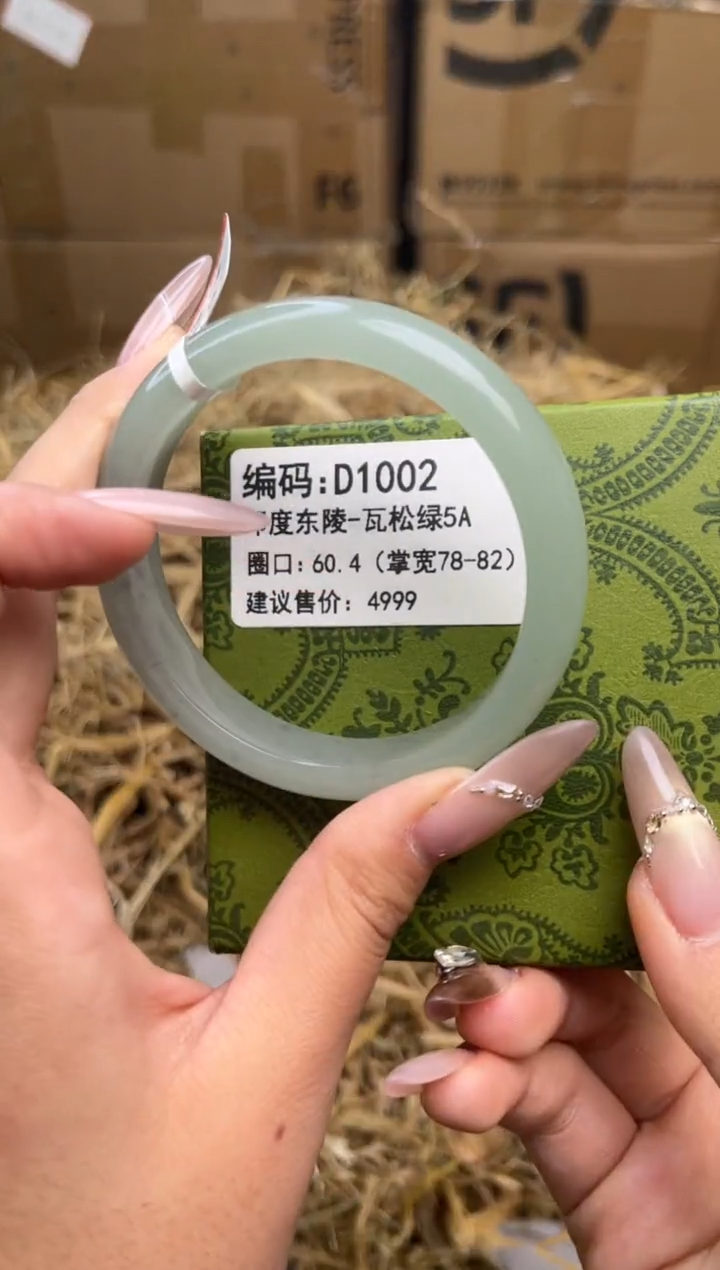 编码:D1002
度东陵-瓦松绿5A
圈口: 60.4 (掌宽78-82)
建议售价: 4999